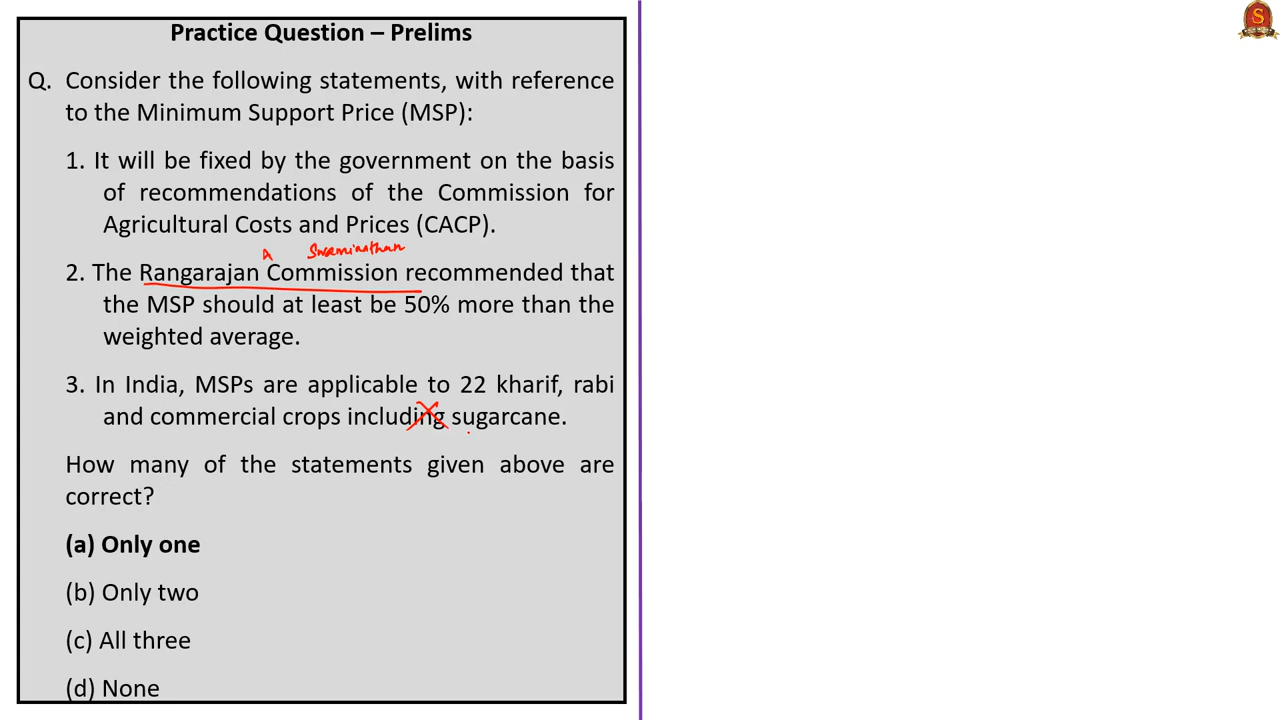 Practice Question – Prelims
Q. Consider the following statements, with reference
to the Minimum Support Price (MSP):
1. It will be fixed by the government on the basis
of recommendations of the Commission for
Agricultural Costs and Prices (CACP).
Swaminathan
2. The Rangarajan Commission recommended that
the MSP should at least be 50% more than the
weighted average.
3. In India, MSPs are applicable to 22 kharif, rabi
and commercial crops including sugarcane.
How many of the statements given above are
correct?
(a) Only one
(b) Only two
(c) All three
(d) None
S